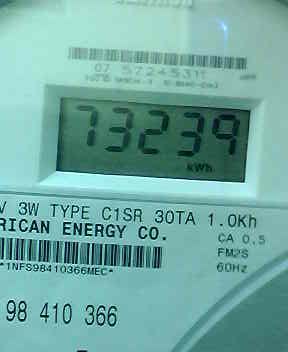 07 57245311
73239
kWh
V 3W TYPE C1SR 30TA 1.0Kh
RICAN ENERGY CO.
CA 0.5
FM2S
*1NFS98410366MEC*
60Hz
98 410 366